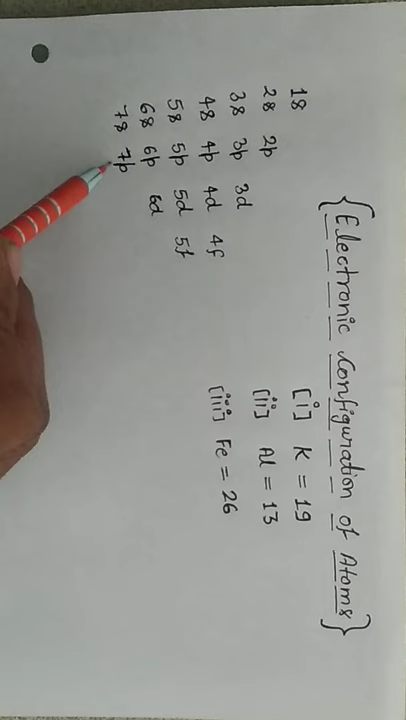 {Electronic Configuration of Atoms}
1s
2s 2p
3s 3p 3d
4s 4p 4d 4f
5s 5p 5d 5f
6s 6p 6d
7s 7p
[i] K = 19
[ii] Al = 13
[iii] Fe = 26